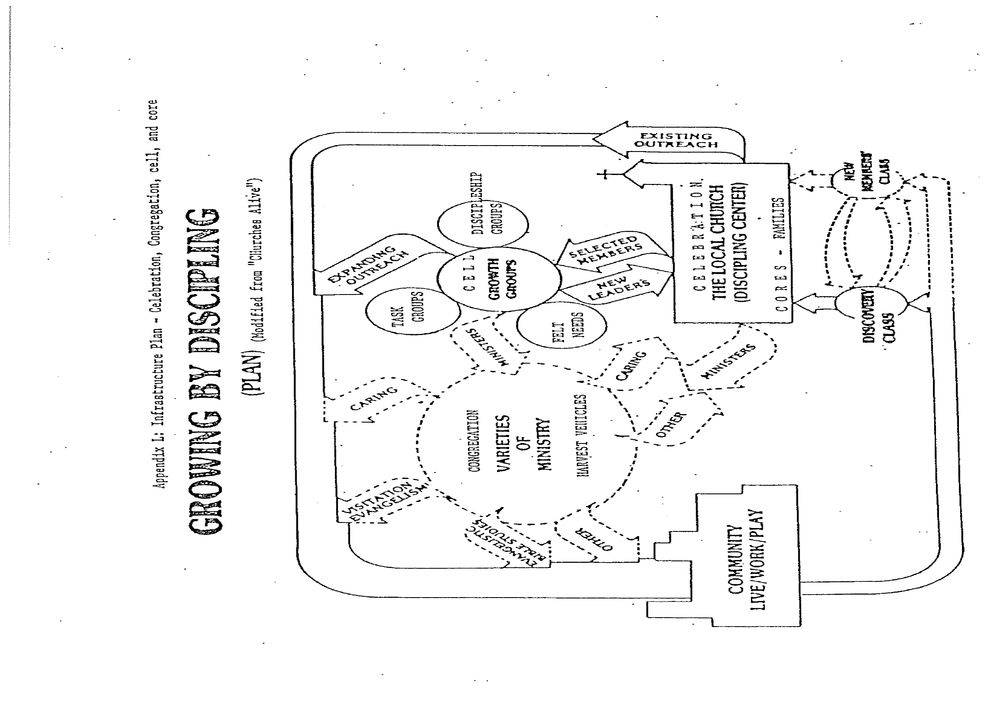 Appendix L: Infrastructure Plan - Celebration, Congregation, cell, and core
GROWING BY DISCIPLING
(PLAN) (Modified from "CHurches Alive")
EXPANDING
OUTREACH
EXISTING
OUTREACH
TASK
GROUPS
DISCIPLESHIP
GROUPS
CELL
GROWTH
GROUPS
FELT
NEEDS
SELECTED
MEMBERS
NEW
LEADERS
MINISTERS
CARING
VISITATION
EVANGELISM
EVANGELISTIC
BIBLE STUDIES
OTHER
CONGREGATION
VARIETIES
OF
MINISTRY
HARVEST VEHICLES
CARING
OTHER
MINISTERS
CELEBRATION
THE LOCAL CHURCH
(DISCIPLING CENTER)
CORES - FAMILIES
COMMUNITY
LIVE/WORK/PLAY
DISCOVERY
CLASS
NEW
MEMBERS'
CLASS